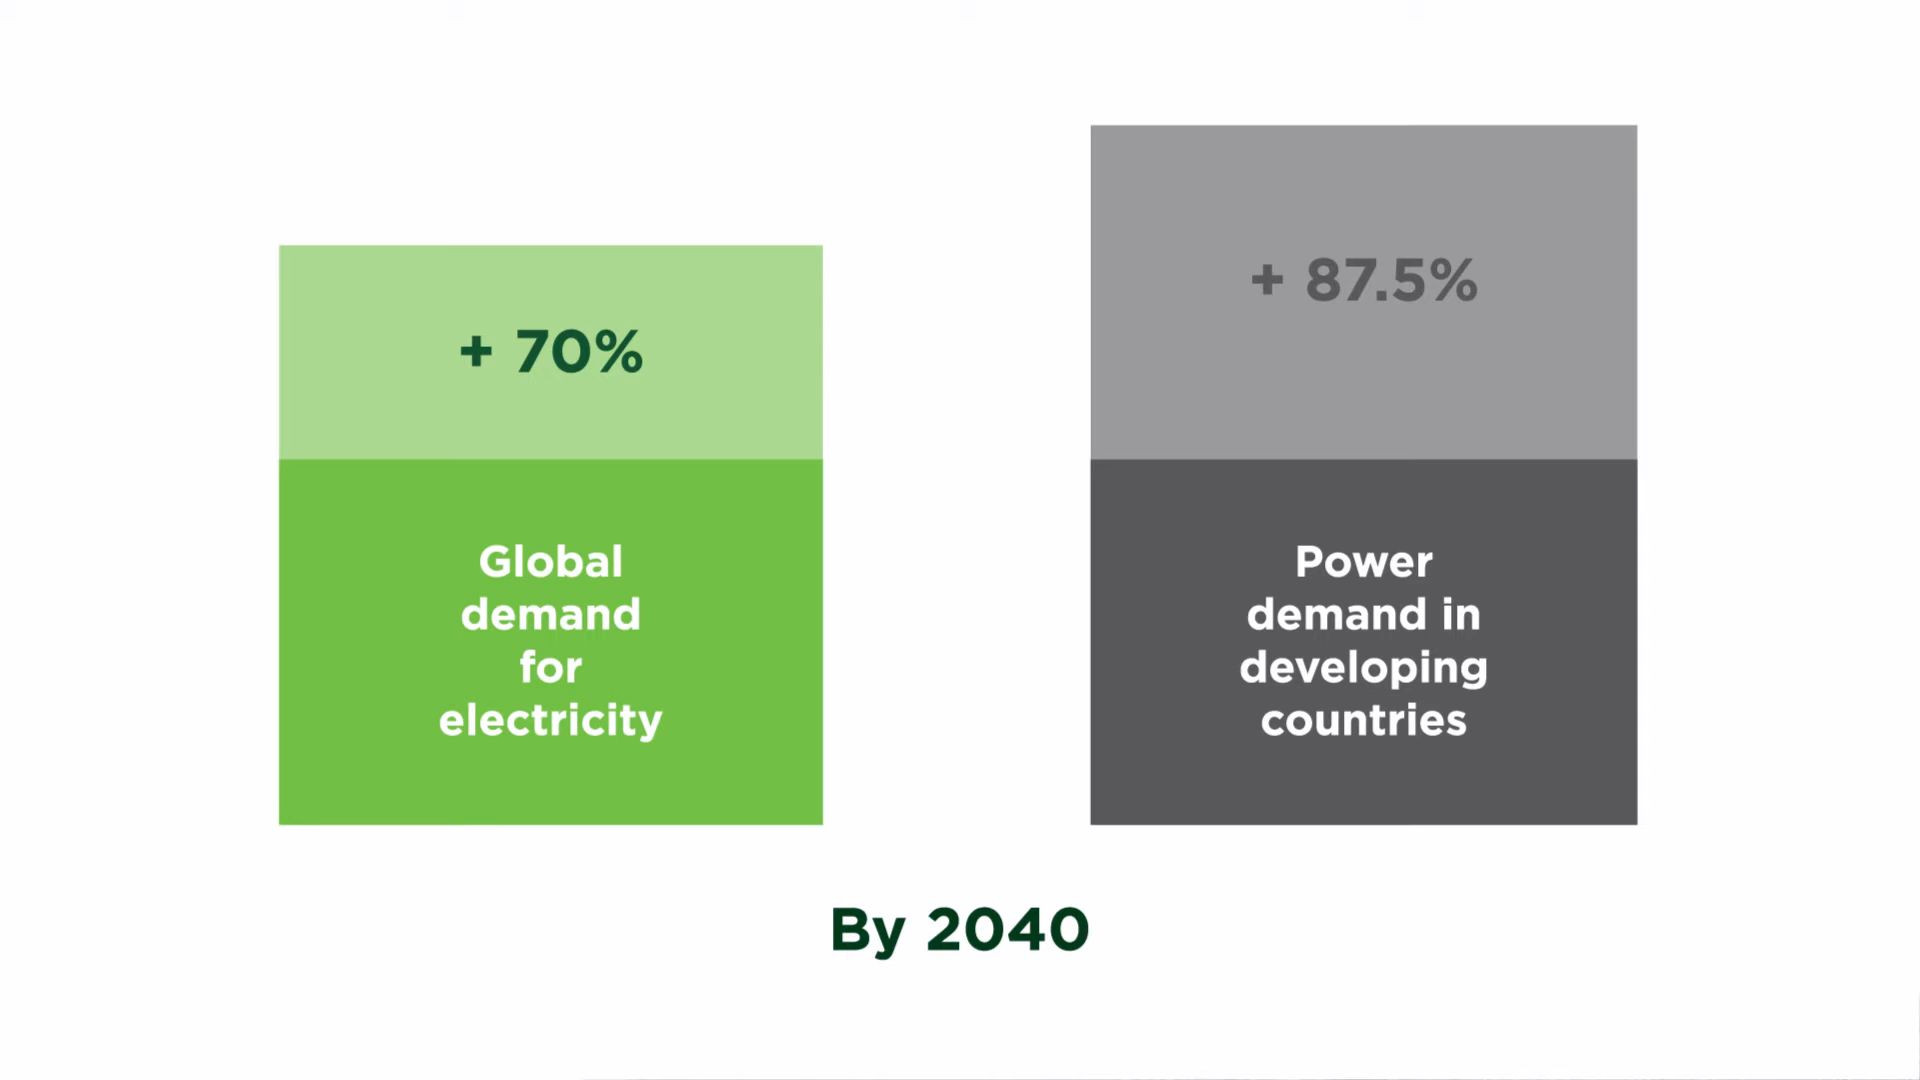 + 70%
Global
demand
for
electricity
+ 87.5%
Power
demand in
developing
countries
By 2040